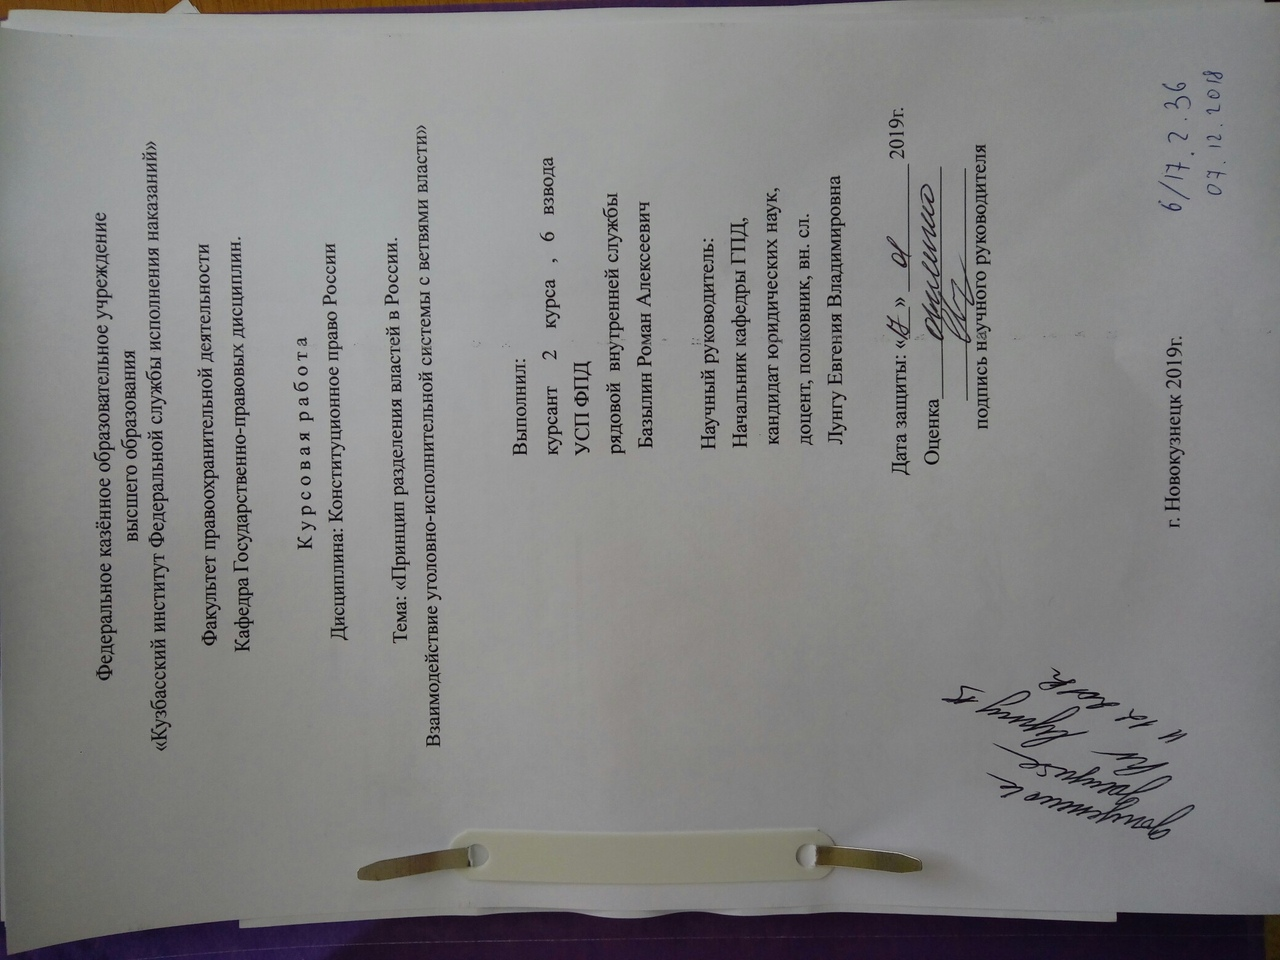 Федеральное казённое образовательное учреждение
высшего образования
«Кузбасский институт Федеральной службы исполнения наказаний»
Факультет правоохранительной деятельности
Кафедра Государственно-правовых дисциплин.
К у р с о в а я р а б о т а
Дисциплина: Конституционное право России
Тема: «Принцип разделения властей в России.
Взаимодействие уголовно-исполнительной системы с ветвями власти»
Выполнил:
курсант 2 курса , 6 взвода
УСП ФПД
рядовой внутренней службы
Базылин Роман Алексеевич
Научный руководитель:
Начальник кафедры ГПД,
кандидат юридических наук,
доцент, полковник, вн. сл.
Лунгу Евгения Владимировна
Дата защиты: « » 2019г.
Оценка отлично
подпись научного руководителя
допущено к
защите
Лунгу
6/17.2.36
07.12.2018
г. Новокузнецк 2019г.